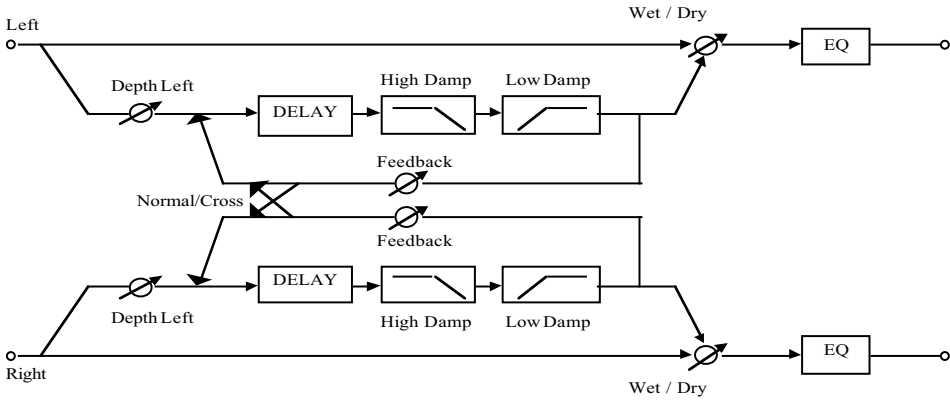 Wet / Dry
Left
EQ
Depth Left
High Damp
Low Damp
DELAY
Feedback
Normal/Cross
Feedback
DELAY
Depth Left
High Damp
Low Damp
EQ
Right
Wet / Dry